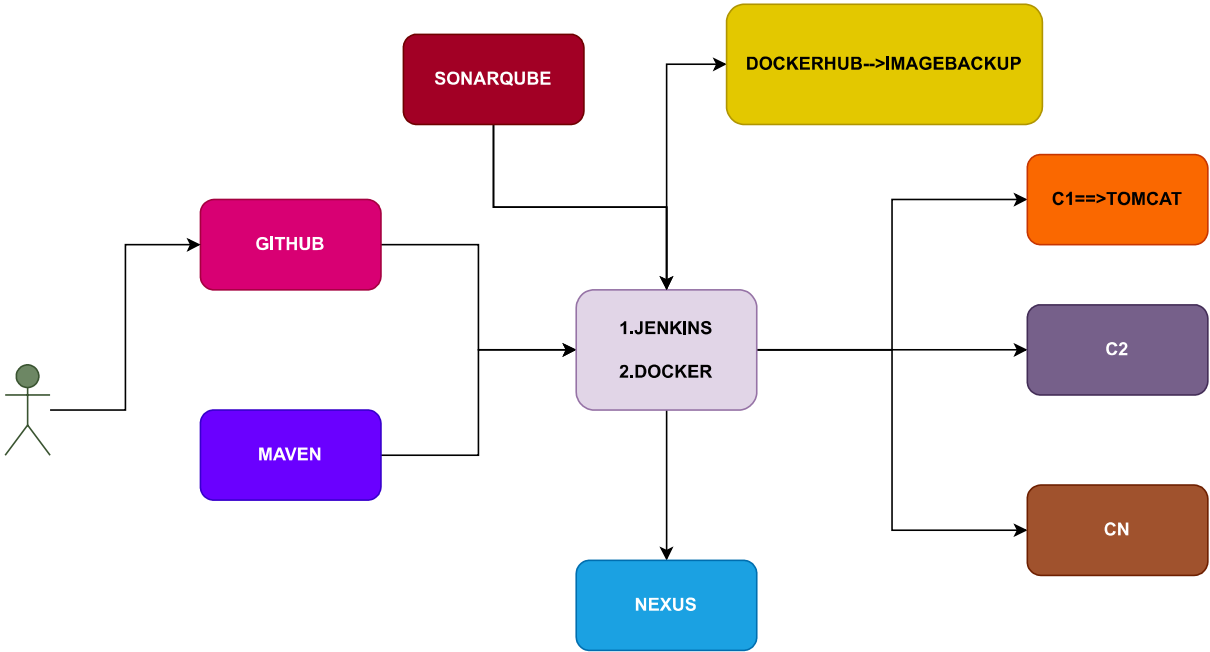 SONARQUBE
DOCKERHUB-->IMAGEBACKUP
C1==>TOMCAT
GITHUB
1.JENKINS
2.DOCKER
C2
MAVEN
CN
NEXUS